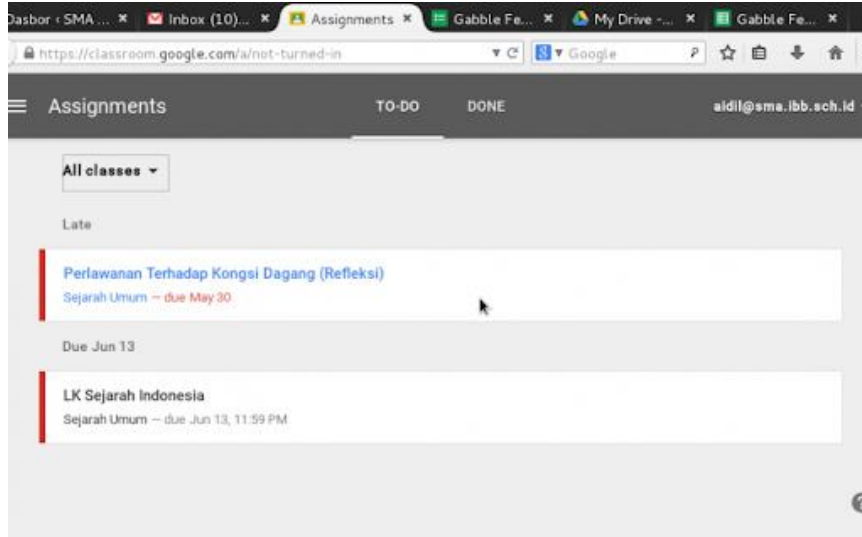 Dasbor ‹ SMA ... × Inbox (10)... × Assignments × Gabble Fe... × My Drive -... × Gabble Fe... ×
https://classroom.google.com/a/not-turned-in Google
Assignments TO-DO DONE aidil@sma.ibb.sch.id
All classes
Late
Perlawanan Terhadap Kongsi Dagang (Refleksi)
Sejarah Umum — due May 30
Due Jun 13
LK Sejarah Indonesia
Sejarah Umum — due Jun 13, 11:59 PM